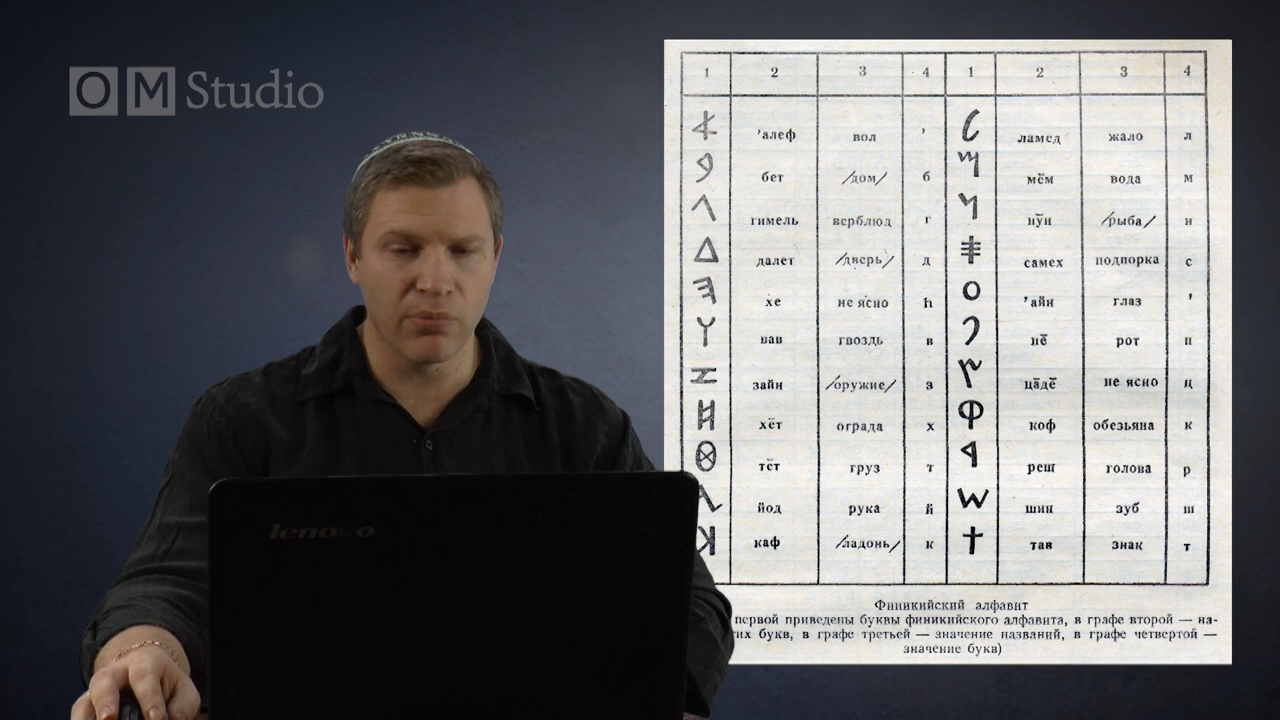 OM Studio
lenovo
1 2 3 4 1 2 3 4
𐤀 ’алеф вол ’ 𐤋 ламед жало л
𐤁 бет /дом/ б 𐤌 мём вода м
𐤂 гимель верблюд г 𐤍 нӯн /рыба/ н
𐤃 далет /дверь/ д 𐤎 самех подпорка с
𐤄 хе не ясно h 𐤏 ’айн глаз ’
𐤅 вав гвоздь в 𐤐 пē рот п
𐤆 зайн /оружие/ з 𐤑 цāдē не ясно ц
𐤇 хёт ограда х 𐤒 коф обезьяна к
𐤈 тēт груз т 𐤓 реш голова р
𐤉 йод рука й 𐤔 шин зуб ш
𐤊 каф /ладонь/ к 𐤕 тав знак т
Финикийский алфавит
первой приведены буквы финикийского алфавита, в графе второй — на-
их букв, в графе третьей — значение названий, в графе четвертой —
значение букв)